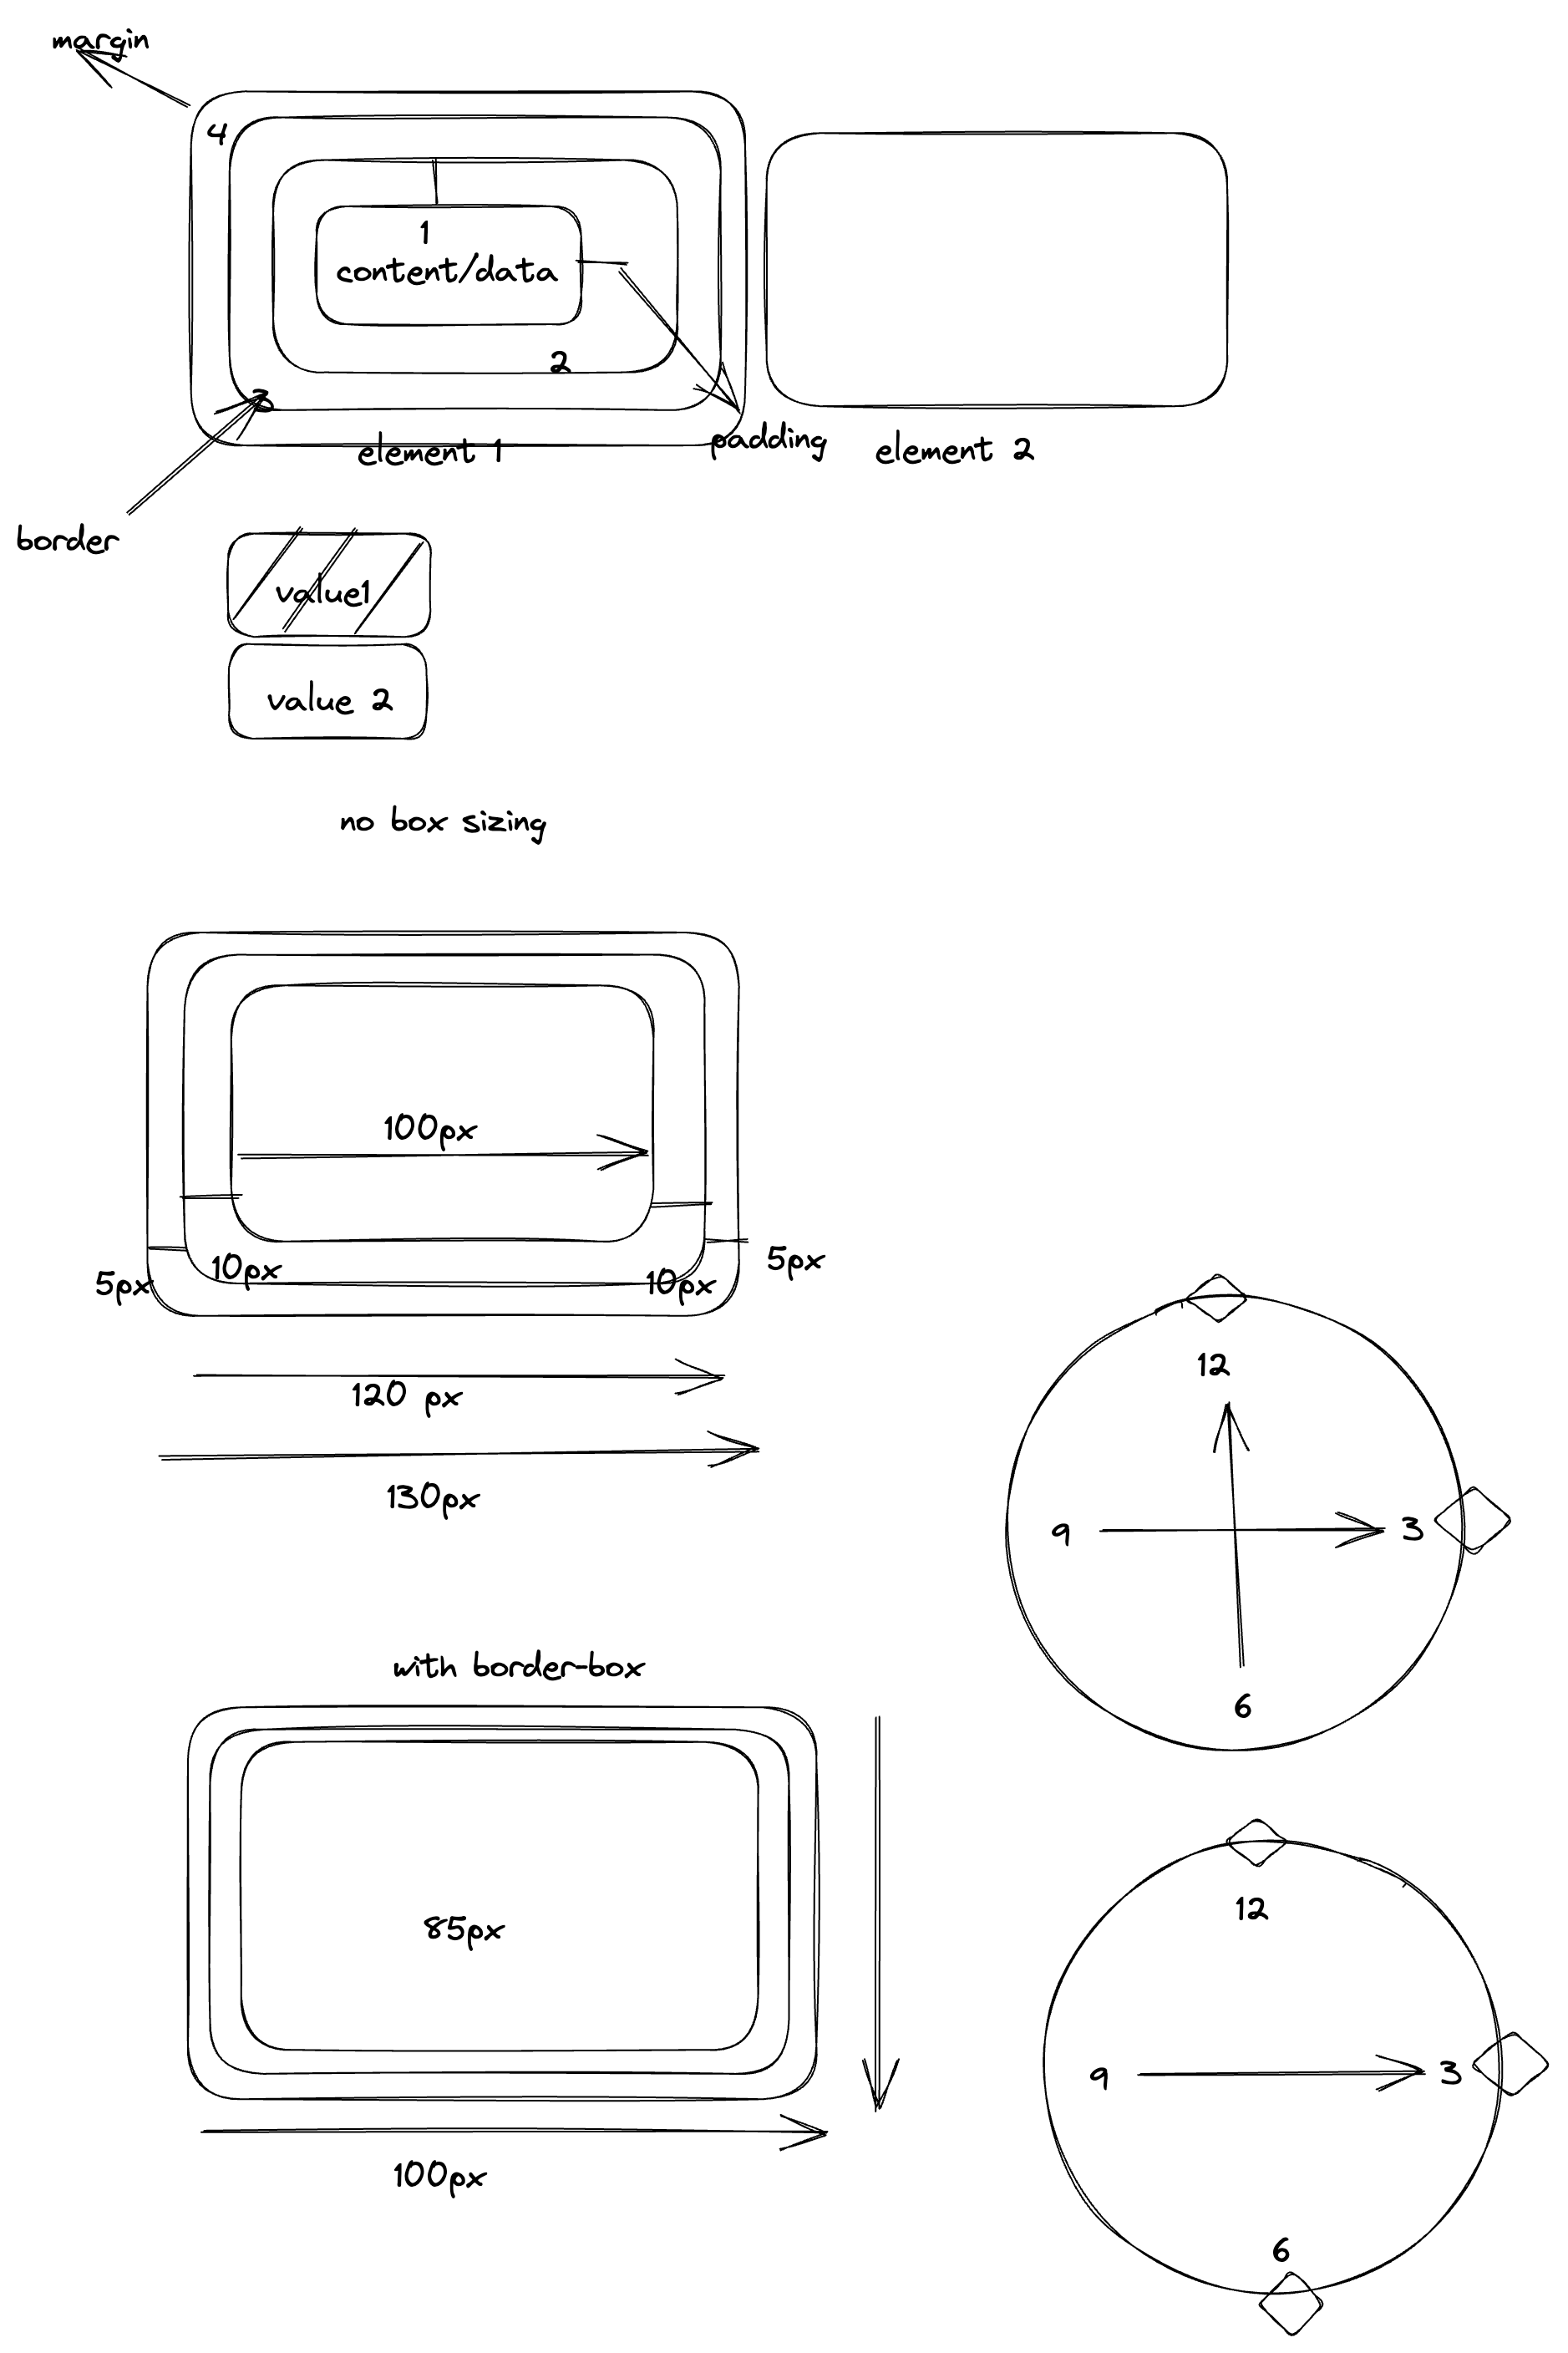 margin
4
1
content/data
2
3
element 1
padding
element 2
border
value1
value 2
no box sizing
100px
5px
10px
10px
5px
120 px
130px
12
9
3
6
with border-box
85px
100px
12
9
3
6